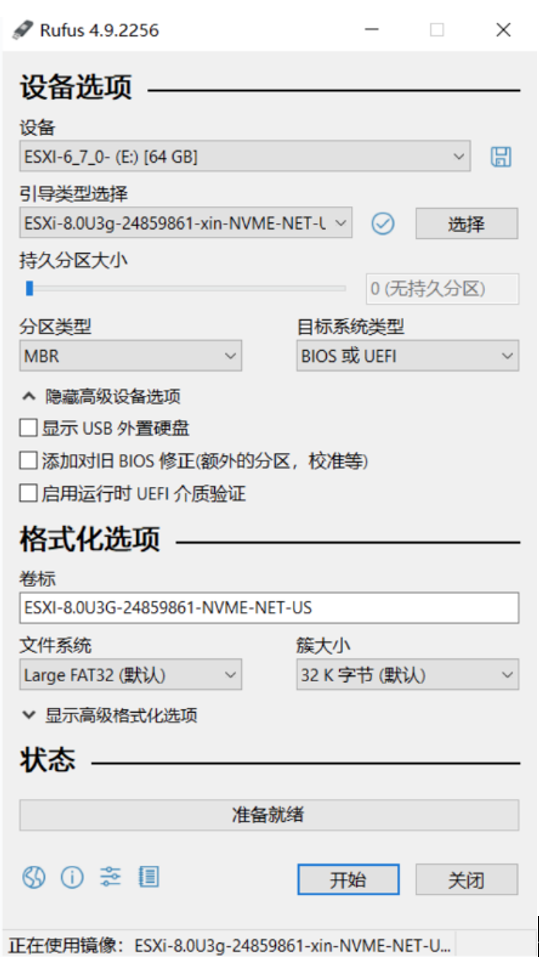 Rufus 4.9.2256
设备选项
设备
ESXI-6_7_0- (E:) [64 GB]
引导类型选择
ESXi-8.0U3g-24859861-xin-NVME-NET-U
选择
持久分区大小
0 (无持久分区)
分区类型
目标系统类型
MBR
BIOS 或 UEFI
隐藏高级设备选项
显示 USB 外置硬盘
添加对旧 BIOS 修正(额外的分区，校准等)
启用运行时 UEFI 介质验证
格式化选项
卷标
ESXI-8.0U3G-24859861-NVME-NET-US
文件系统
簇大小
Large FAT32 (默认)
32 K 字节 (默认)
显示高级格式化选项
状态
准备就绪
开始
关闭
正在使用镜像：ESXi-8.0U3g-24859861-xin-NVME-NET-U...